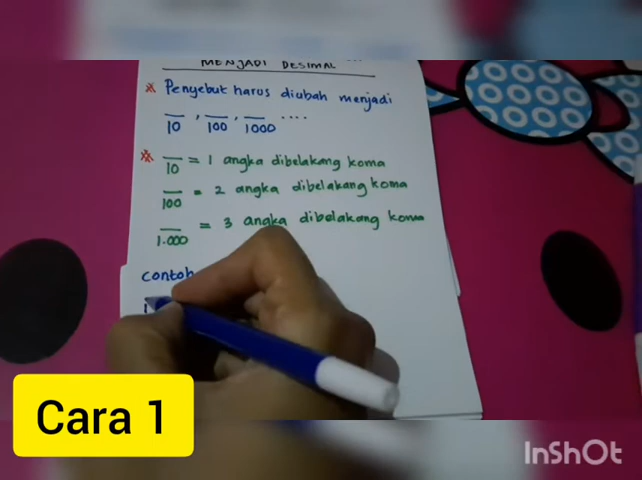 MENJADI DESIMAL
* Penyebut harus diubah menjadi
― 10 , ― 100 , ― 1000 ....
* ― 10 = 1 angka dibelakang koma
― 100 = 2 angka dibelakang koma
― 1.000 = 3 angka dibelakang koma
contoh
Cara 1
InShOt